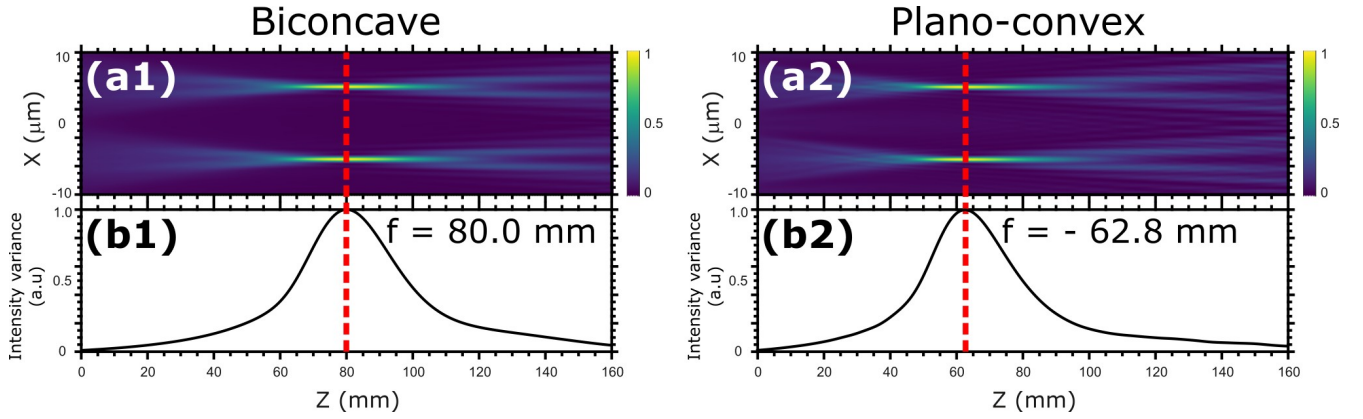 Biconcave
Plano-convex
(a1)
10
0
-10
X (μm)
1
0.5
0
(a2)
10
0
-10
X (μm)
1
0.5
0
(b1)
f = 80.0 mm
1.0
0.5
0
Intensity variance
(a.u)
0 20 40 60 80 100 120 140 160
Z (mm)
(b2)
f = - 62.8 mm
1.0
0.5
0
Intensity variance
(a.u)
0 20 40 60 80 100 120 140 160
Z (mm)